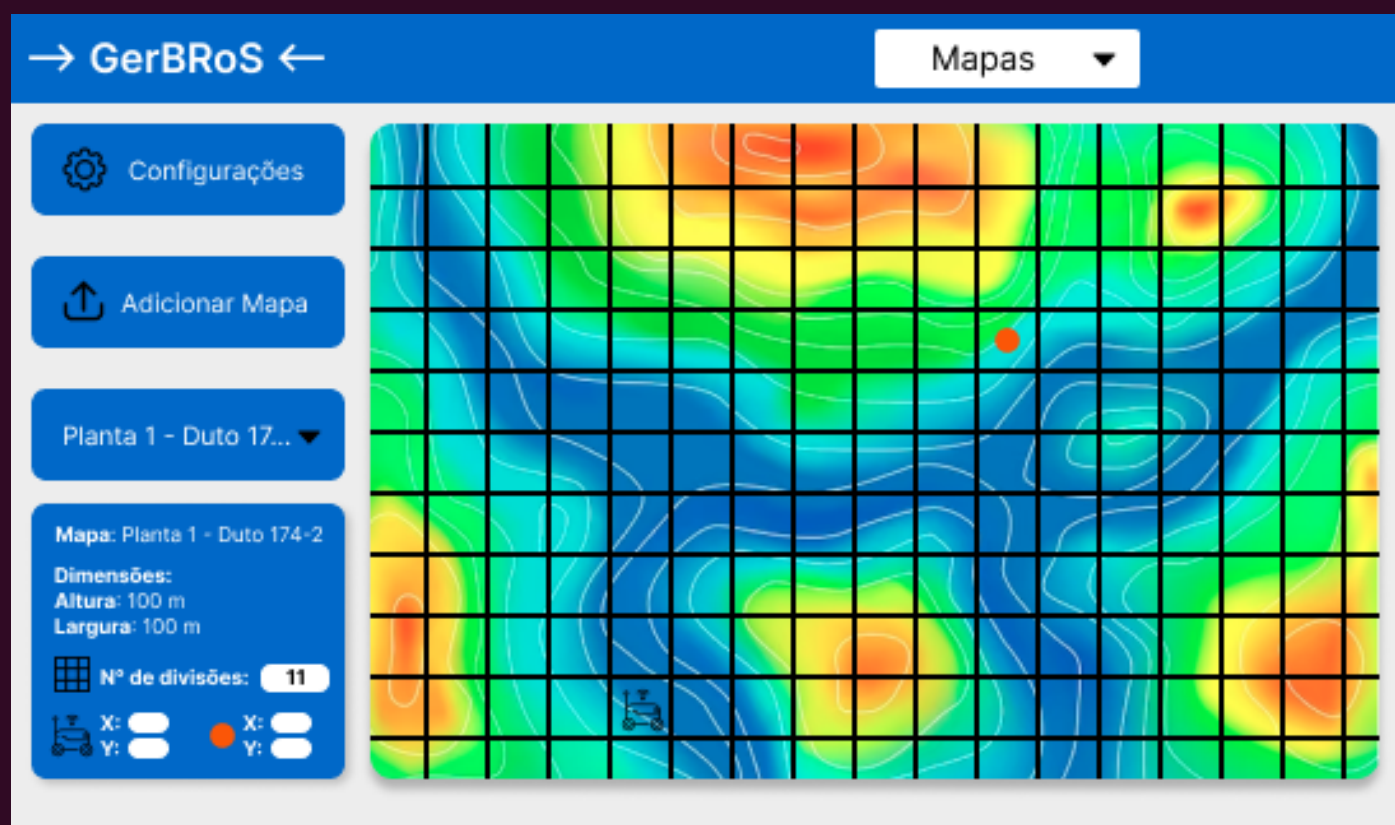 → GerBRoS ←
Mapas
Configurações
Adicionar Mapa
Planta 1 - Duto 17...
Mapa: Planta 1 - Duto 174-2
Dimensões:
Altura: 100 m
Largura: 100 m
Nº de divisões: 11
X:
Y:
X:
Y: